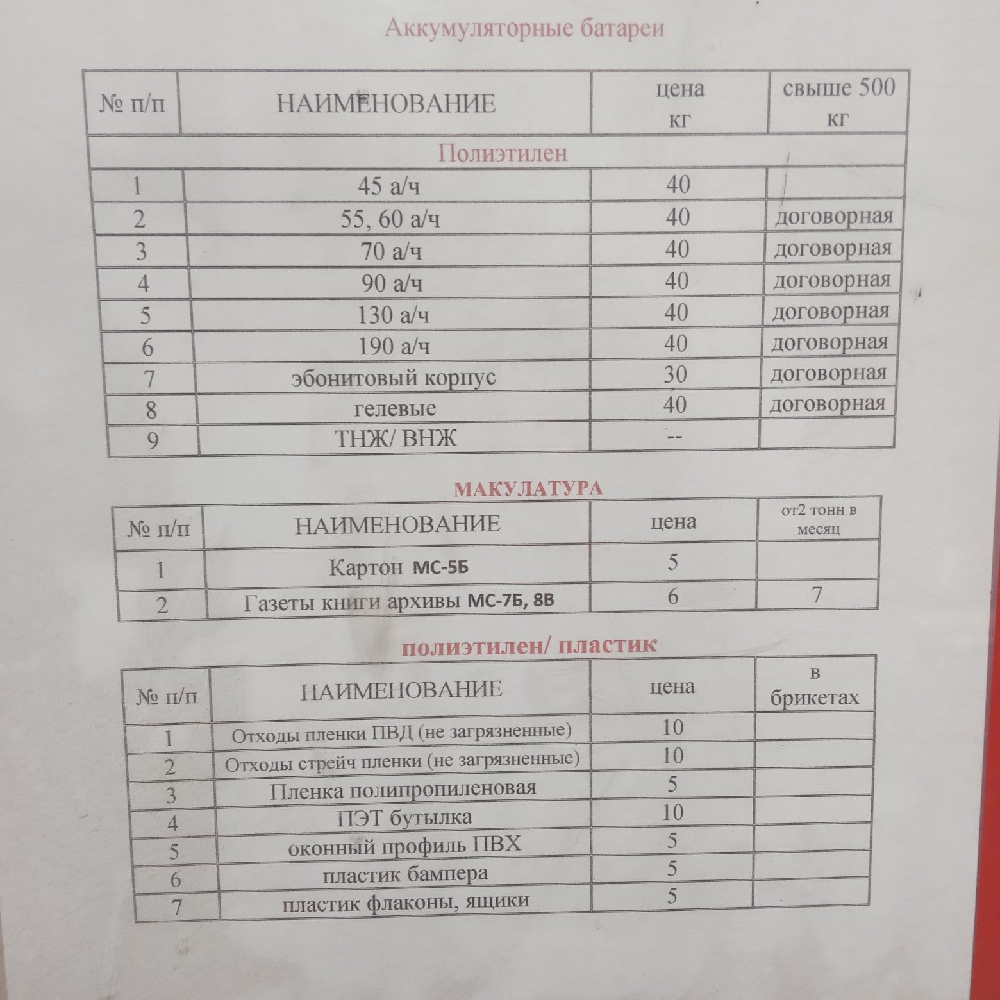 Аккумуляторные батареи
№ п/п НАИМЕНОВАНИЕ цена кг свыше 500 кг
Полиэтилен
1 45 а/ч 40
2 55, 60 а/ч 40 договорная
3 70 а/ч 40 договорная
4 90 а/ч 40 договорная
5 130 а/ч 40 договорная
6 190 а/ч 40 договорная
7 эбонитовый корпус 30 договорная
8 гелевые 40 договорная
9 ТНЖ/ ВНЖ --
МАКУЛАТУРА
№ п/п НАИМЕНОВАНИЕ цена от2 тонн в месяц
1 Картон МС-5Б 5
2 Газеты книги архивы МС-7Б, 8В 6 7
полиэтилен/ пластик
№ п/п НАИМЕНОВАНИЕ цена в брикетах
1 Отходы пленки ПВД (не загрязненные) 10
2 Отходы стрейч пленки (не загрязненные) 10
3 Пленка полипропиленовая 5
4 ПЭТ бутылка 10
5 оконный профиль ПВХ 5
6 пластик бампера 5
7 пластик флаконы, ящики 5